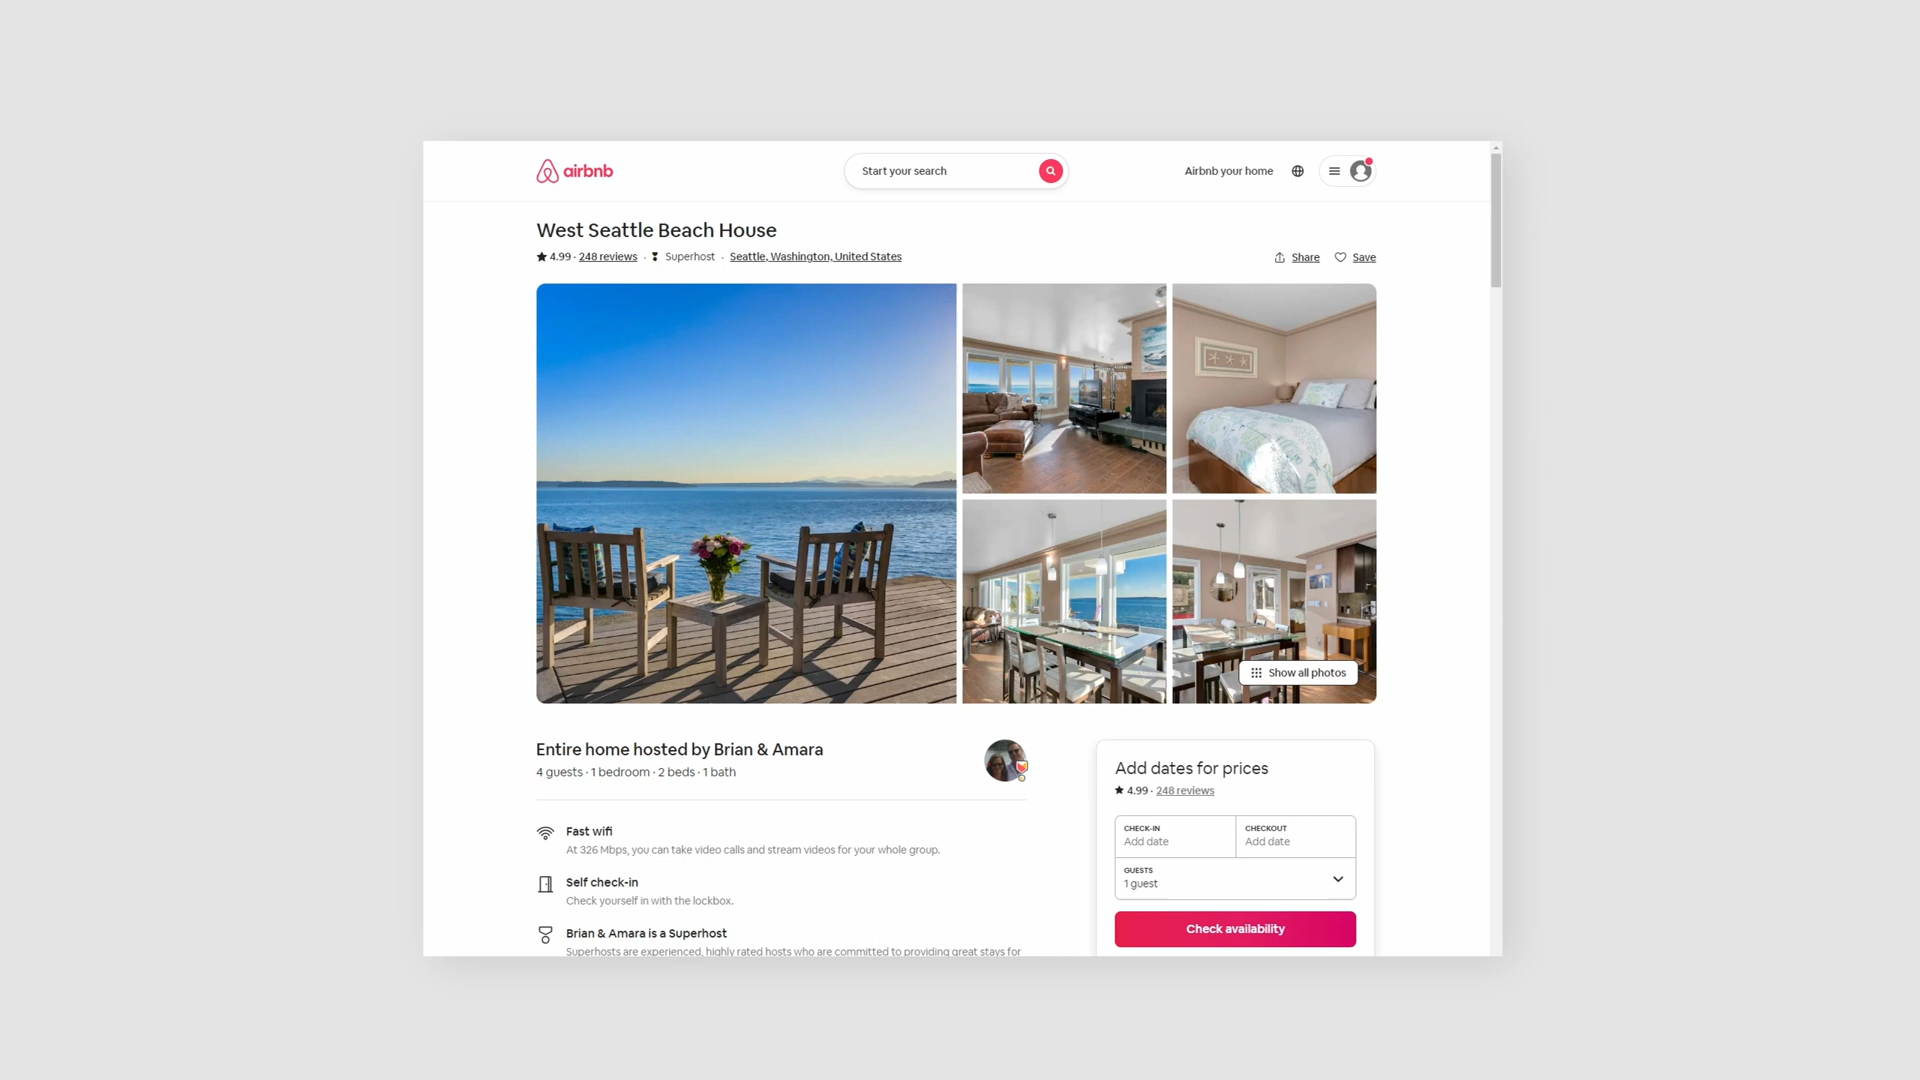 airbnb
Start your search
Airbnb your home
West Seattle Beach House
4.99 · 248 reviews · Superhost · Seattle, Washington, United States
Share
Save
Show all photos
Entire home hosted by Brian & Amara
4 guests · 1 bedroom · 2 beds · 1 bath
Fast wifi
At 326 Mbps, you can take video calls and stream videos for your whole group.
Self check-in
Check yourself in with the lockbox.
Brian & Amara is a Superhost
Superhosts are experienced, highly rated hosts who are committed to providing great stays for
Add dates for prices
4.99 · 248 reviews
CHECK-IN
Add date
CHECKOUT
Add date
GUESTS
1 guest
Check availability